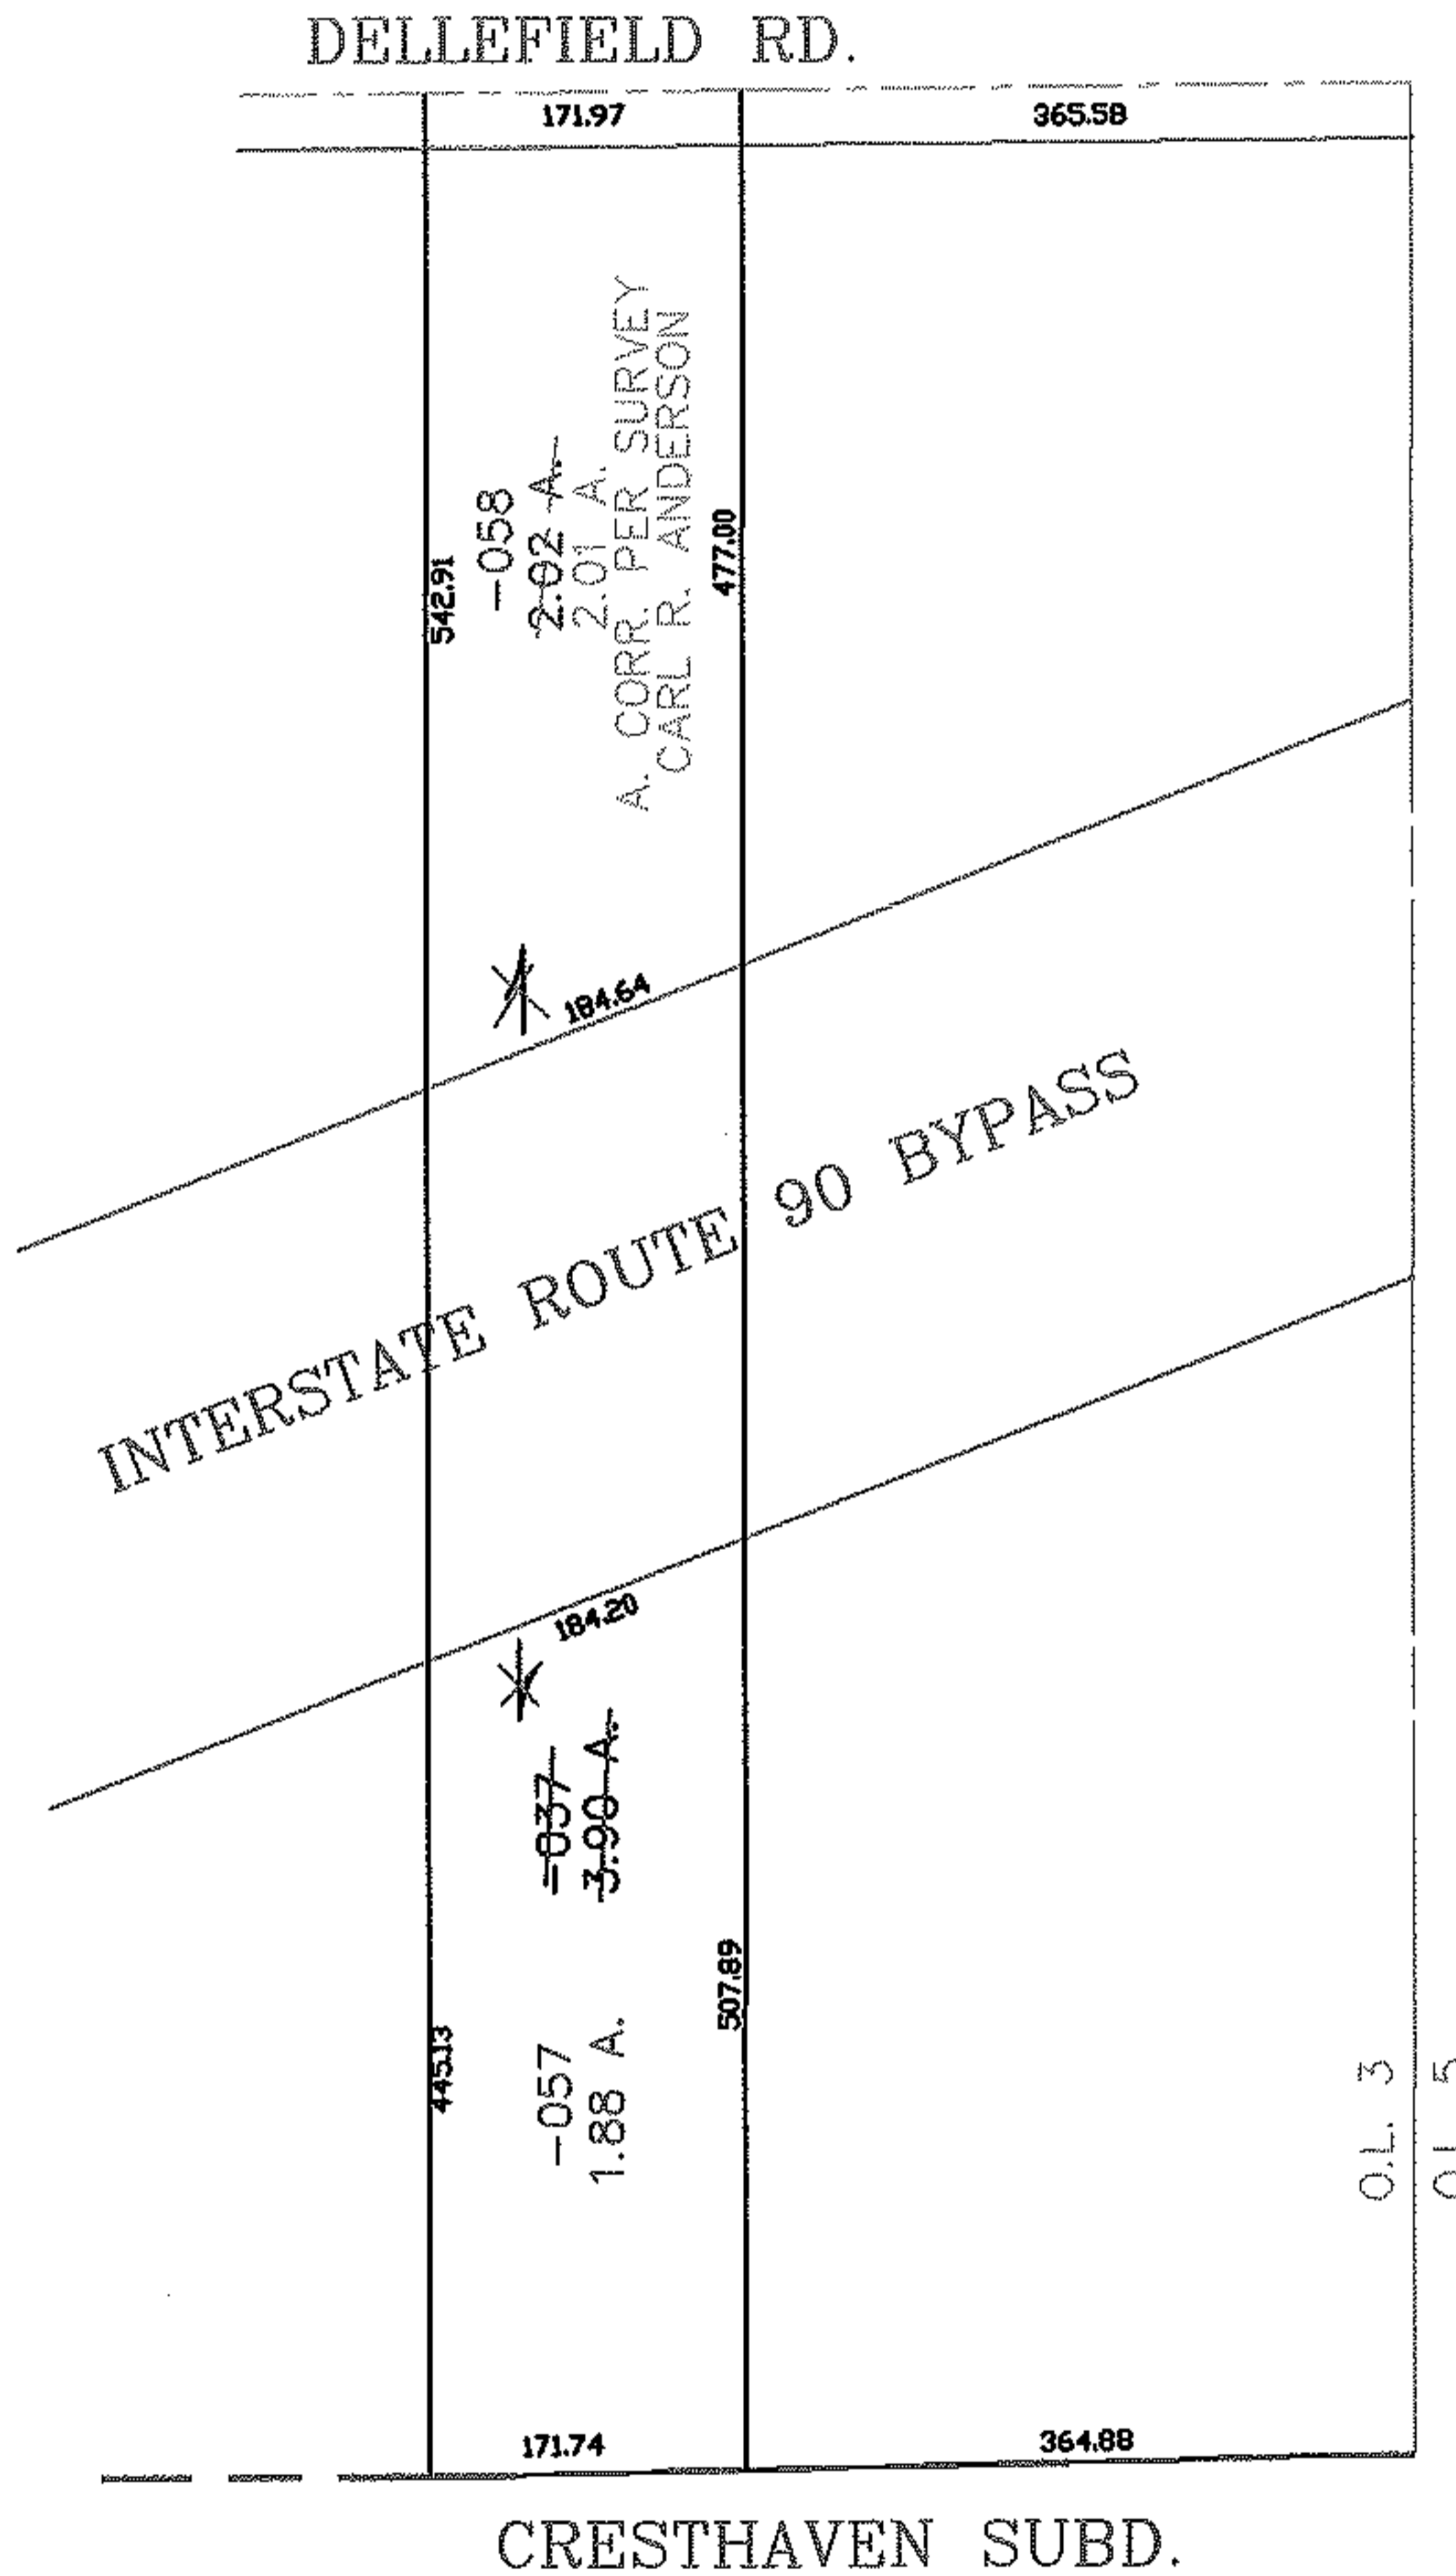 DELLEFIELD RD.
171.97
365.58
542.91
-058
2.02 A.
2.01 A.
A. CORR. PER SURVEY
CARL R. ANDERSON
477.00
184.64
INTERSTATE ROUTE 90 BYPASS
184.20
-037
3.90 A.
445.13
-057
1.88 A.
507.89
O.L. 3
O.L. 5
171.74
364.88
CRESTHAVEN SUBD.